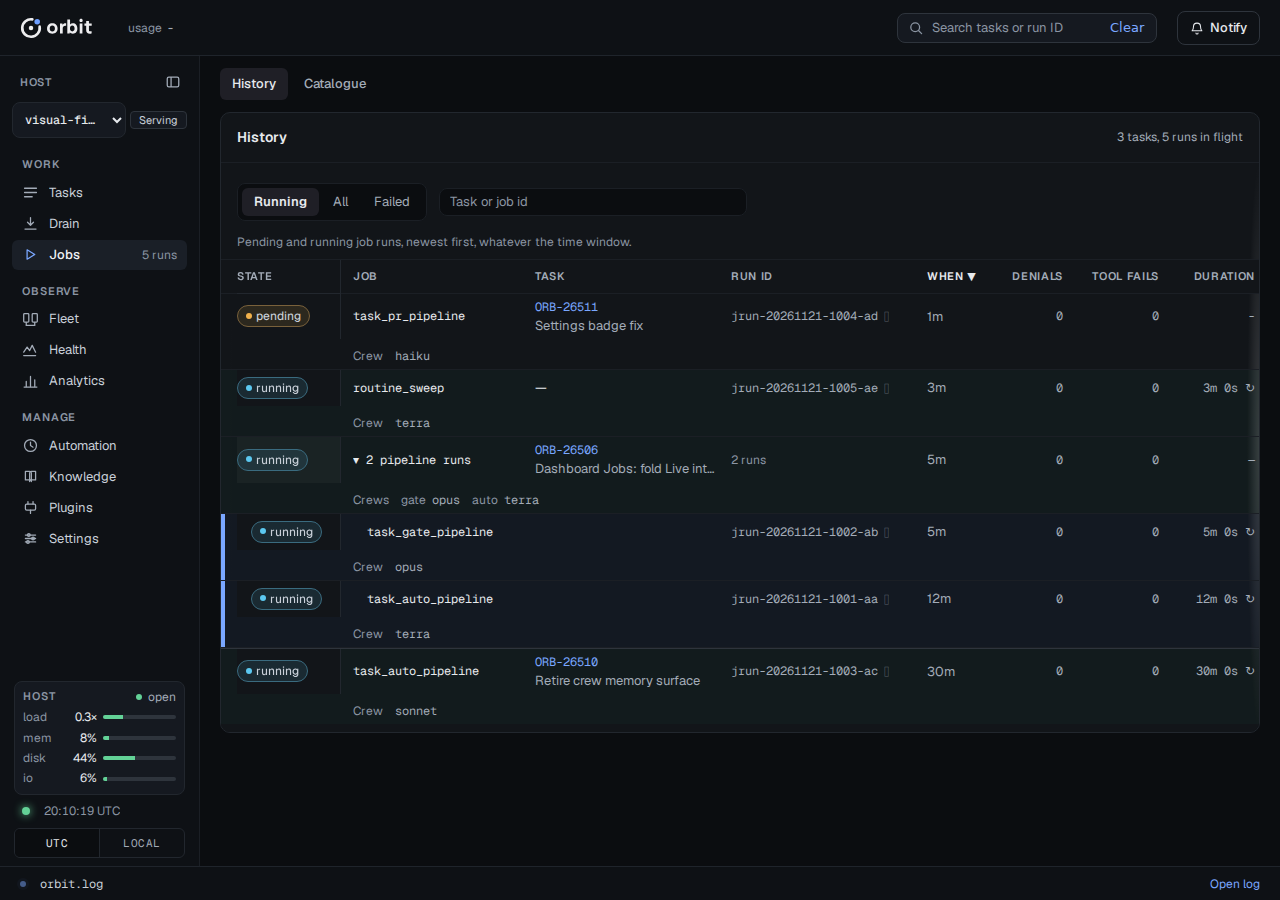 orbit
usage -
Search tasks or run ID
Clear
Notify
HOST
visual-fi…
Serving
WORK
Tasks
Drain
Jobs 5 runs
OBSERVE
Fleet
Health
Analytics
MANAGE
Automation
Knowledge
Plugins
Settings
HOST open
load 0.3×
mem 8%
disk 44%
io 6%
20:10:19 UTC
UTC LOCAL
History Catalogue
History 3 tasks, 5 runs in flight
Running All Failed Task or job id
Pending and running job runs, newest first, whatever the time window.
STATE JOB TASK RUN ID WHEN ▼ DENIALS TOOL FAILS DURATION
pending task_pr_pipeline ORB-26511 jrun-20261121-1004-ad 1m 0 0 -
Settings badge fix
Crew haiku
running routine_sweep — jrun-20261121-1005-ae 3m 0 0 3m 0s ↻
Crew terra
running ▾ 2 pipeline runs ORB-26506 2 runs 5m 0 0 –
Dashboard Jobs: fold Live int…
Crews gate opus auto terra
running task_gate_pipeline jrun-20261121-1002-ab 5m 0 0 5m 0s ↻
Crew opus
running task_auto_pipeline jrun-20261121-1001-aa 12m 0 0 12m 0s ↻
Crew terra
running task_auto_pipeline ORB-26510 jrun-20261121-1003-ac 30m 0 0 30m 0s ↻
Retire crew memory surface
Crew sonnet
orbit.log Open log